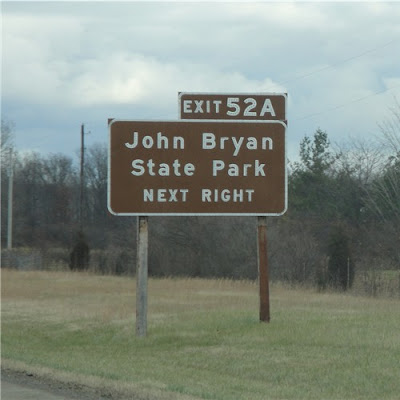 EXIT 52A
John Bryan
State Park
NEXT RIGHT